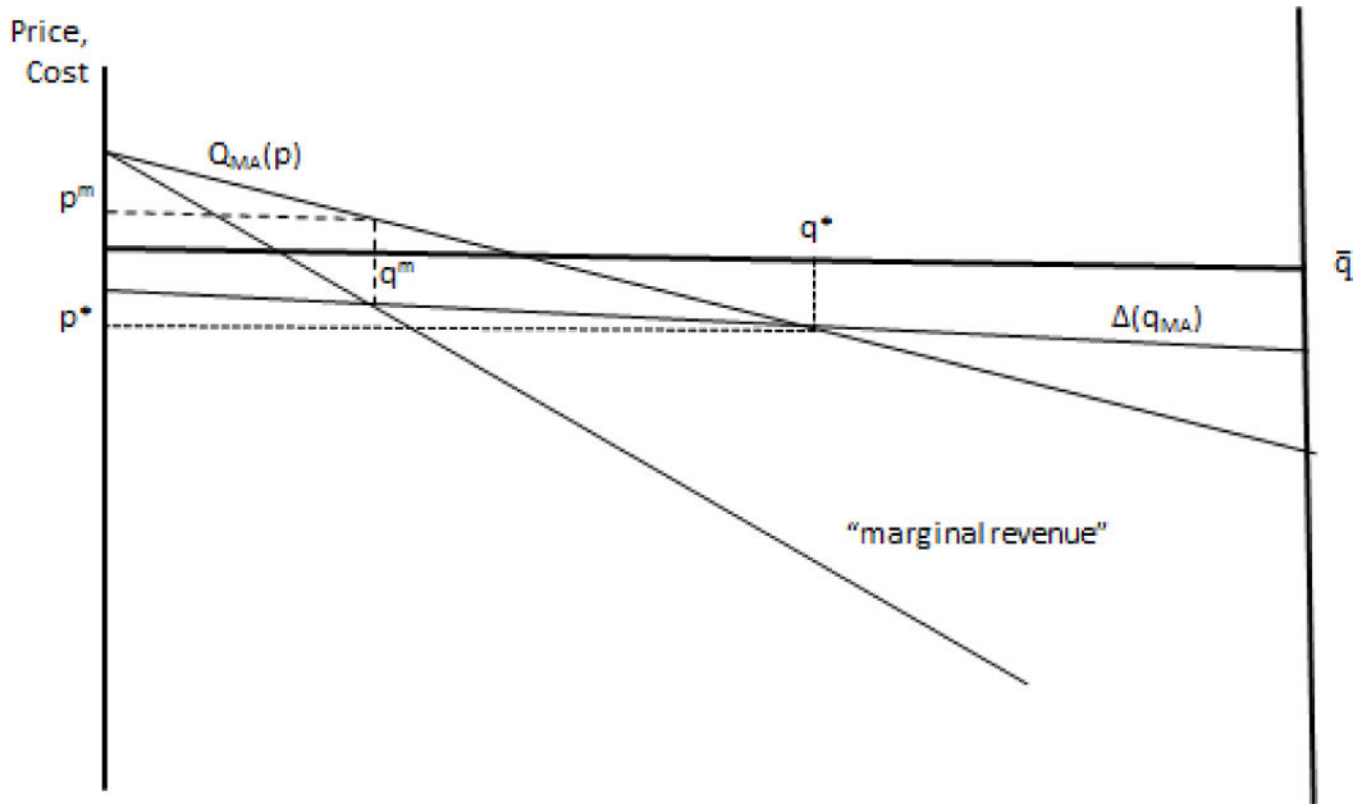 Price,
Cost
Q_MA(p)
p^m
q*
q^m
q̄
p*
Δ(q_MA)
“marginal revenue”